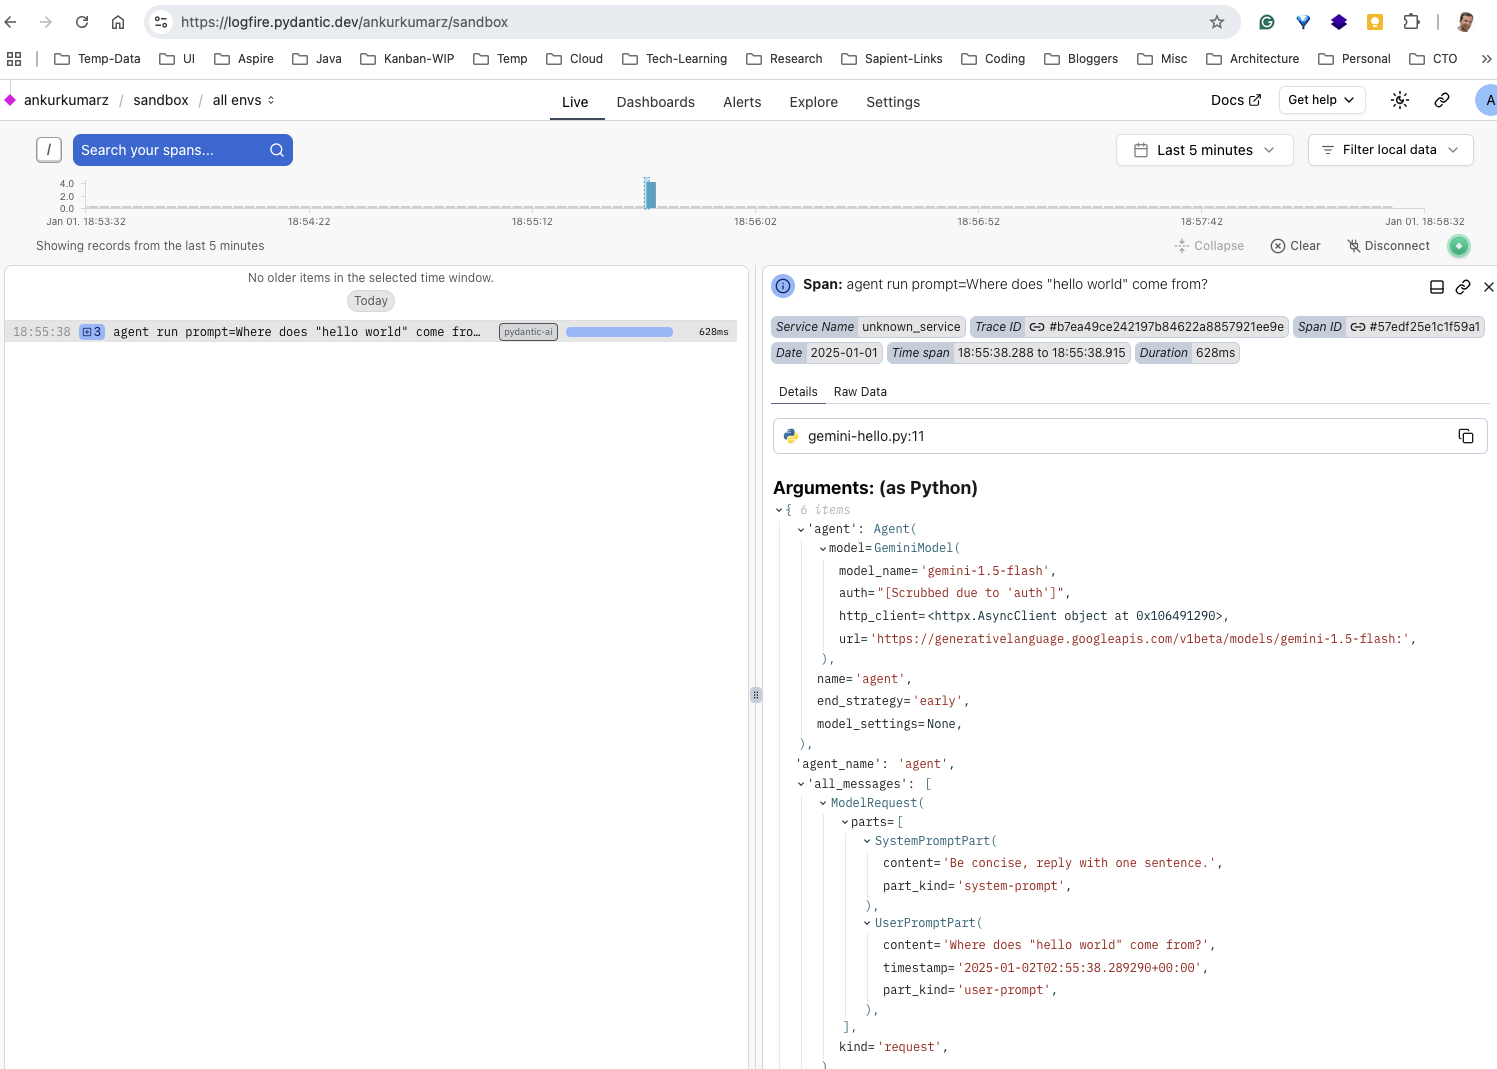 https://logfire.pydantic.dev/ankurkumarz/sandbox
Temp-Data UI Aspire Java Kanban-WIP Temp Cloud Tech-Learning Research Sapient-Links Coding Bloggers Misc Architecture Personal CTO »
ankurkumarz / sandbox / all envs
Live Dashboards Alerts Explore Settings
Docs Get help A
/ Search your spans... Last 5 minutes Filter local data
4.0
2.0
0.0
Jan 01. 18:53:32 18:54:22 18:55:12 18:56:02 18:56:52 18:57:42 Jan 01. 18:58:32
Showing records from the last 5 minutes Collapse Clear Disconnect
No older items in the selected time window.
Today
18:55:38 3 agent run prompt=Where does "hello world" come fro… pydantic-ai 628ms
Span: agent run prompt=Where does "hello world" come from?
Service Name unknown_service Trace ID #b7ea49ce242197b84622a8857921ee9e Span ID #57edf25e1c1f59a1
Date 2025-01-01 Time span 18:55:38.288 to 18:55:38.915 Duration 628ms
Details Raw Data
gemini-hello.py:11
Arguments: (as Python)
{ 6 items
'agent': Agent(
model=GeminiModel(
model_name='gemini-1.5-flash',
auth="[Scrubbed due to 'auth']",
http_client=<httpx.AsyncClient object at 0x106491290>,
url='https://generativelanguage.googleapis.com/v1beta/models/gemini-1.5-flash:',
),
name='agent',
end_strategy='early',
model_settings=None,
),
'agent_name': 'agent',
'all_messages': [
ModelRequest(
parts=[
SystemPromptPart(
content='Be concise, reply with one sentence.',
part_kind='system-prompt',
),
UserPromptPart(
content='Where does "hello world" come from?',
timestamp='2025-01-02T02:55:38.289290+00:00',
part_kind='user-prompt',
),
],
kind='request',
)